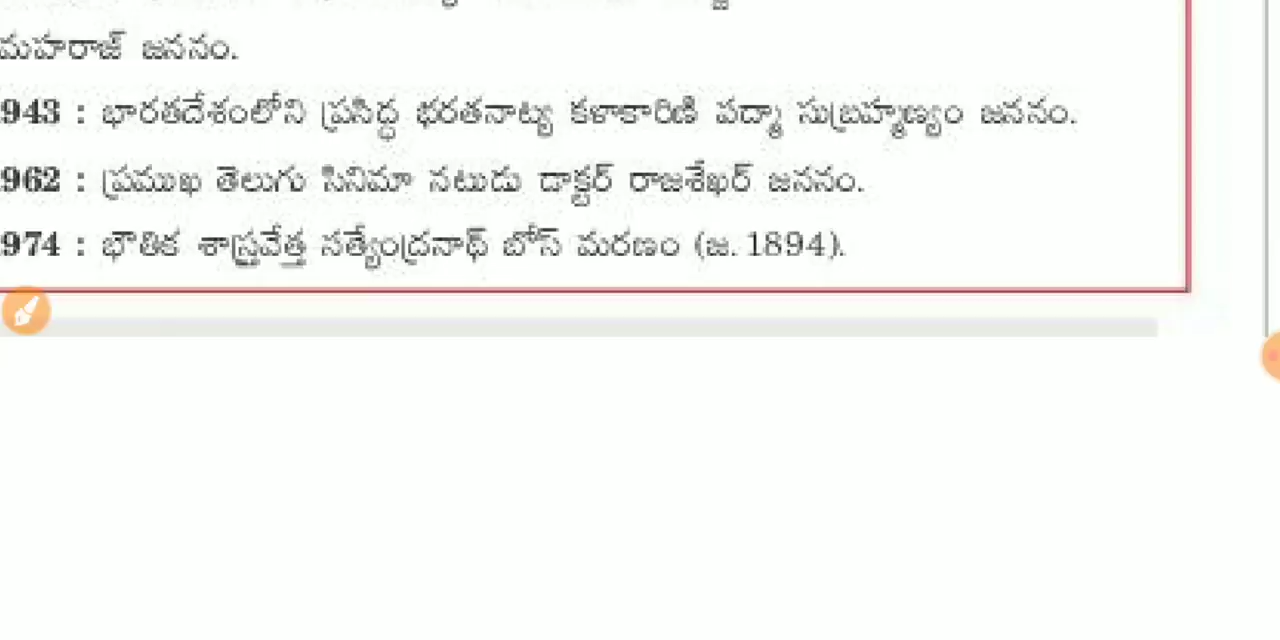 మహరాజ్ జననం.
943 : భారతదేశంలోని ప్రసిద్ధ భరతనాట్య కళాకారిణి పద్మా సుబ్రహ్మణ్యం జననం.
962 : ప్రముఖ తెలుగు సినిమా నటుడు డాక్టర్ రాజశేఖర్ జననం.
974 : భౌతిక శాస్త్రవేత్త సత్యేంద్రనాథ్ బోస్ మరణం (జ. 1894).